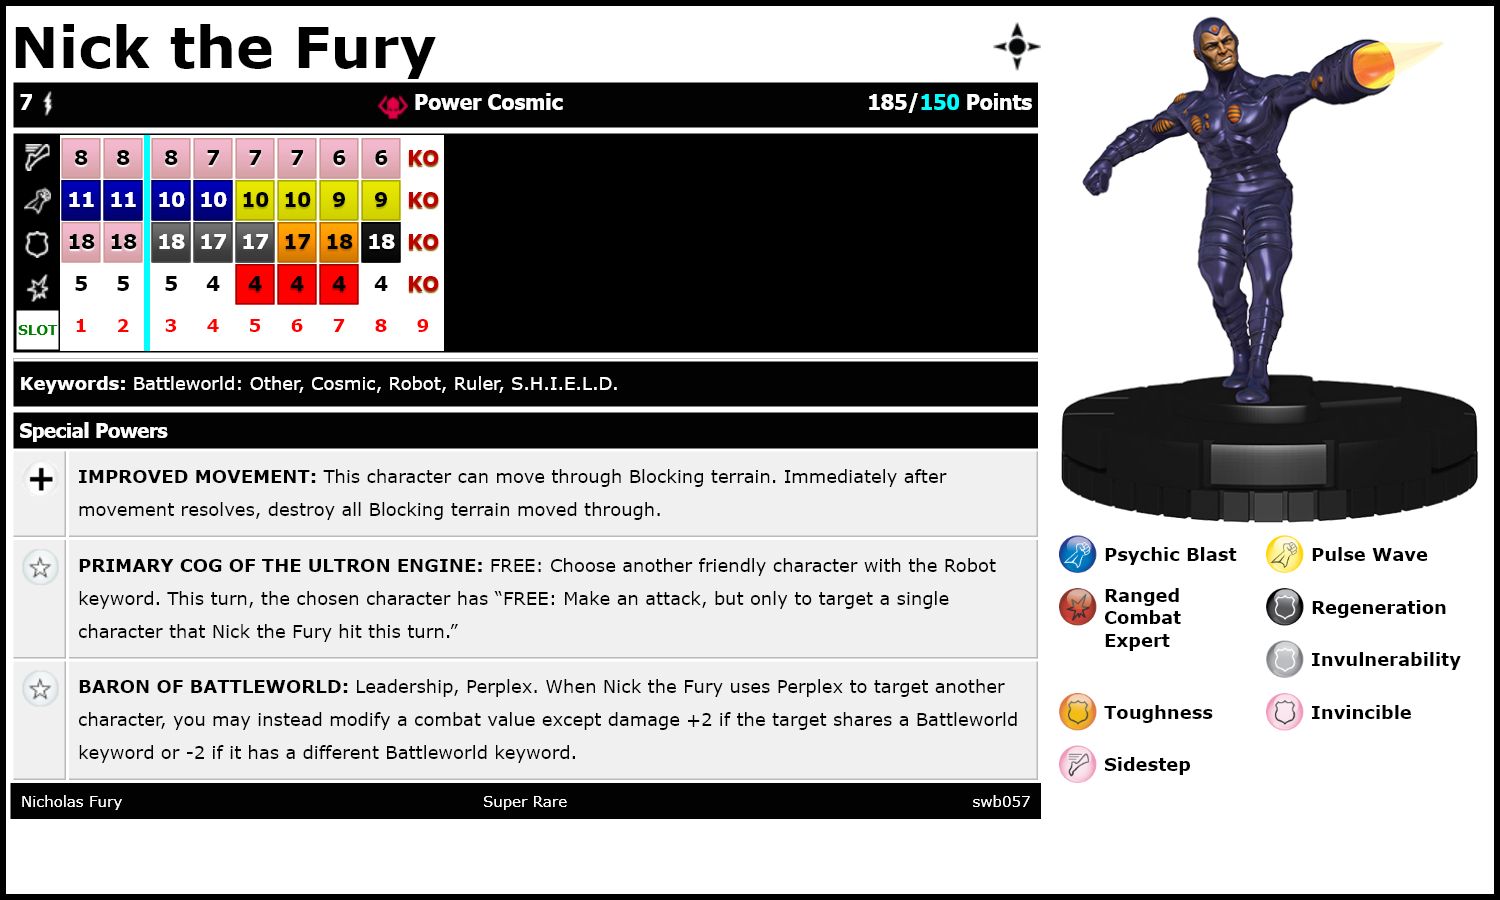 Nick the Fury
7 Power Cosmic 185/150 Points
8 8 8 7 7 7 6 6 KO
11 11 10 10 10 10 9 9 KO
18 18 18 17 17 17 18 18 KO
5 5 5 4 4 4 4 4 KO
SLOT 1 2 3 4 5 6 7 8 9
Keywords: Battleworld: Other, Cosmic, Robot, Ruler, S.H.I.E.L.D.
Special Powers
IMPROVED MOVEMENT: This character can move through Blocking terrain. Immediately after
movement resolves, destroy all Blocking terrain moved through.
PRIMARY COG OF THE ULTRON ENGINE: FREE: Choose another friendly character with the Robot
keyword. This turn, the chosen character has “FREE: Make an attack, but only to target a single
character that Nick the Fury hit this turn.”
BARON OF BATTLEWORLD: Leadership, Perplex. When Nick the Fury uses Perplex to target another
character, you may instead modify a combat value except damage +2 if the target shares a Battleworld
keyword or -2 if it has a different Battleworld keyword.
Nicholas Fury Super Rare swb057
Psychic Blast Pulse Wave
Ranged
Combat
Expert
Regeneration
Invulnerability
Toughness Invincible
Sidestep